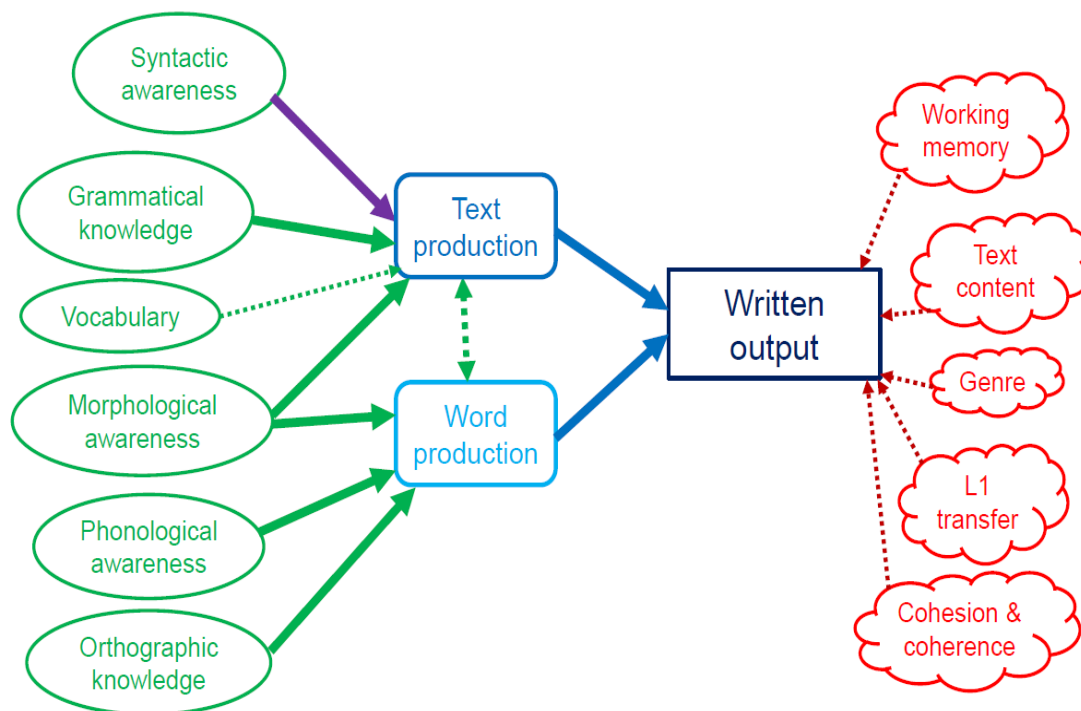 Syntactic
awareness
Grammatical
knowledge
Vocabulary
Morphological
awareness
Phonological
awareness
Orthographic
knowledge
Text
production
Word
production
Written
output
Working
memory
Text
content
Genre
L1
transfer
Cohesion &
coherence